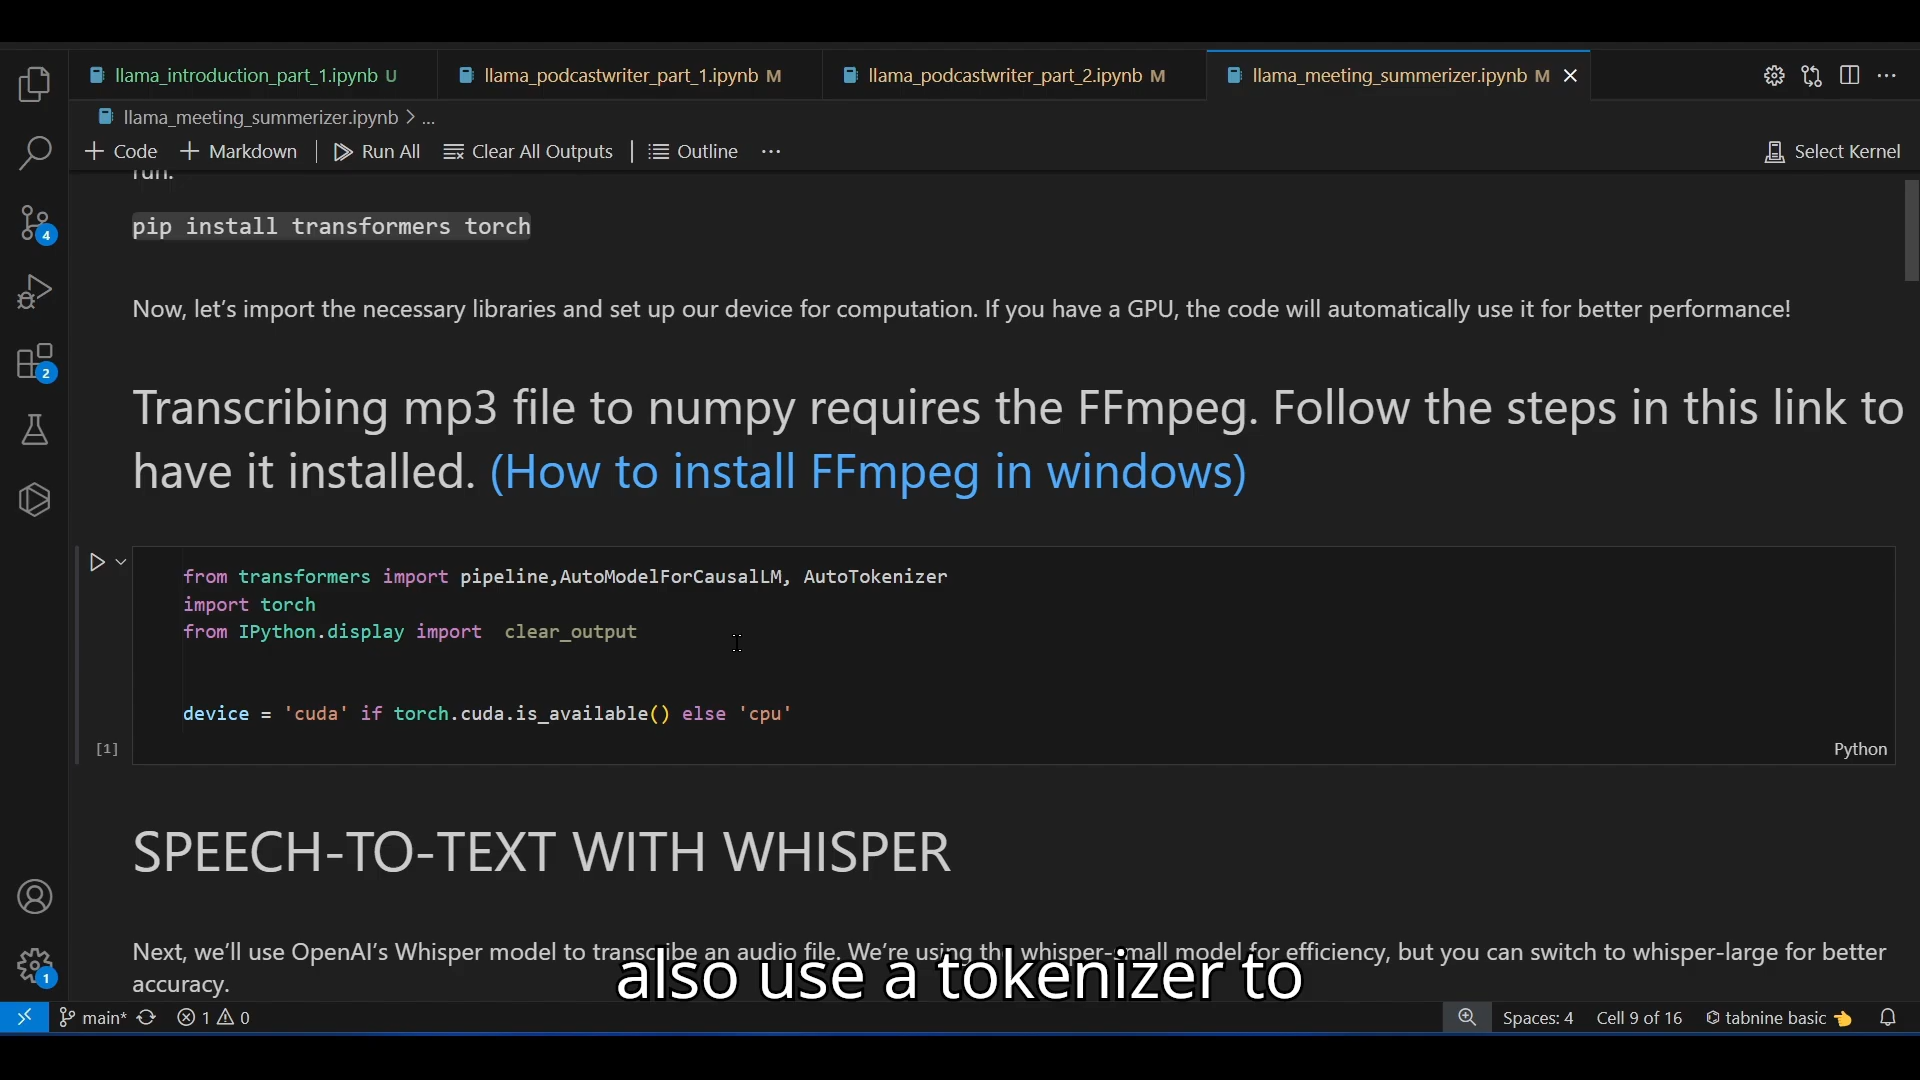 llama_introduction_part_1.ipynb U
llama_podcastwriter_part_1.ipynb M
llama_podcastwriter_part_2.ipynb M
llama_meeting_summerizer.ipynb M
llama_meeting_summerizer.ipynb > ...
+ Code + Markdown | Run All Clear All Outputs | Outline ...
Select Kernel
run.
pip install transformers torch
Now, let's import the necessary libraries and set up our device for computation. If you have a GPU, the code will automatically use it for better performance!
Transcribing mp3 file to numpy requires the FFmpeg. Follow the steps in this link to
have it installed. (How to install FFmpeg in windows)
from transformers import pipeline,AutoModelForCausalLM, AutoTokenizer
import torch
from IPython.display import clear_output
device = 'cuda' if torch.cuda.is_available() else 'cpu'
[1]
Python
SPEECH-TO-TEXT WITH WHISPER
Next, we'll use OpenAI's Whisper model to transcribe an audio file. We're using the whisper-small model for efficiency, but you can switch to whisper-large for better
accuracy.
also use a tokenizer to
4
2
1
main* 1 0
Spaces: 4 Cell 9 of 16 tabnine basic